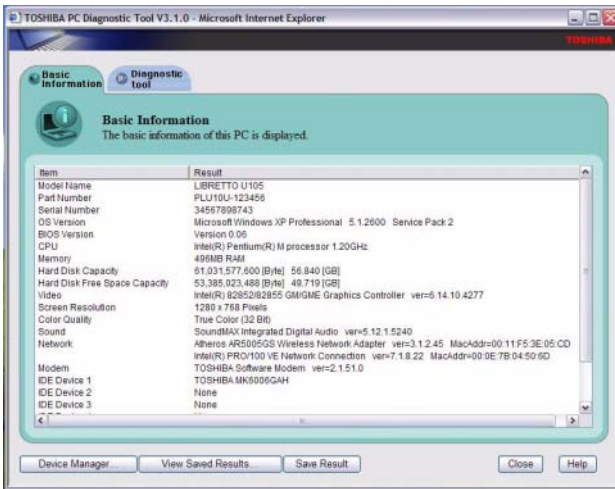 TOSHIBA PC Diagnostic Tool V3.1.0 - Microsoft Internet Explorer
TOSHIBA
Basic Information
Diagnostic tool
Basic Information
The basic information of this PC is displayed.
Item Result
Model Name LIBRETTO U105
Part Number PLU10U-123456
Serial Number 34567898743
OS Version Microsoft Windows XP Professional 5.1.2600 Service Pack 2
BIOS Version Version 0.06
CPU Intel(R) Pentium(R) M processor 1.20GHz
Memory 496MB RAM
Hard Disk Capacity 61,031,577,600 [Byte] 56.840 [GB]
Hard Disk Free Space Capacity 53,385,023,488 [Byte] 49.719 [GB]
Video Intel(R) 82852/82855 GM/GME Graphics Controller ver=6.14.10.4277
Screen Resolution 1280 x 768 Pixels
Color Quality True Color (32 Bit)
Sound SoundMAX Integrated Digital Audio ver=5.12.1.5240
Network Atheros AR5005GS Wireless Network Adapter ver=3.1.2.45 MacAddr=00:11:F5:3E:05:CD
Intel(R) PRO/100 VE Network Connection ver=7.1.8.22 MacAddr=00:0E:7B:04:50:6D
Modem TOSHIBA Software Modem ver=2.1.51.0
IDE Device 1 TOSHIBA MK6006GAH
IDE Device 2 None
IDE Device 3 None
Device Manager... View Saved Results... Save Result Close Help